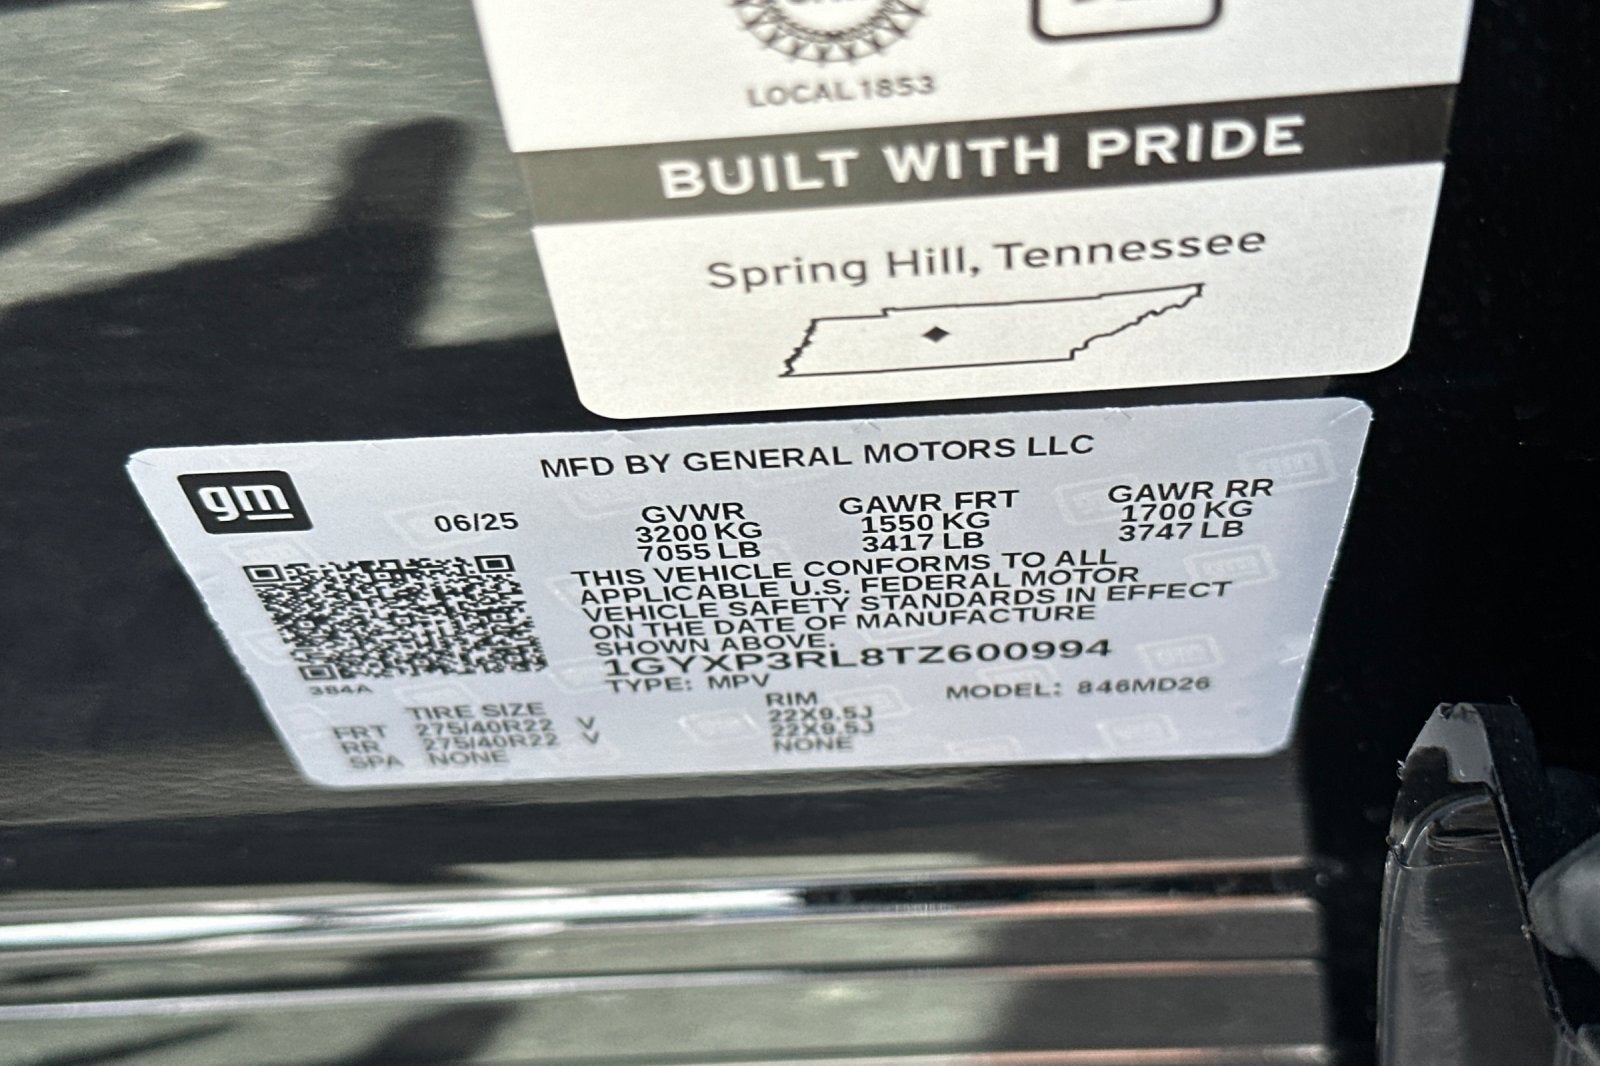 LOCAL 1853
BUILT WITH PRIDE
Spring Hill, Tennessee
MFD BY GENERAL MOTORS LLC
gm
06/25
GVWR
3200 KG
7055 LB
GAWR FRT
1550 KG
3417 LB
GAWR RR
1700 KG
3747 LB
THIS VEHICLE CONFORMS TO ALL
APPLICABLE U.S. FEDERAL MOTOR
VEHICLE SAFETY STANDARDS IN EFFECT
ON THE DATE OF MANUFACTURE
SHOWN ABOVE.
1GYXP3RL8TZ600994
TYPE: MPV
MODEL: 846MD26
384A
TIRE SIZE
RIM
FRT 275/40R22 V 22X9.5J
RR 275/40R22 V 22X9.5J
SPA NONE NONE